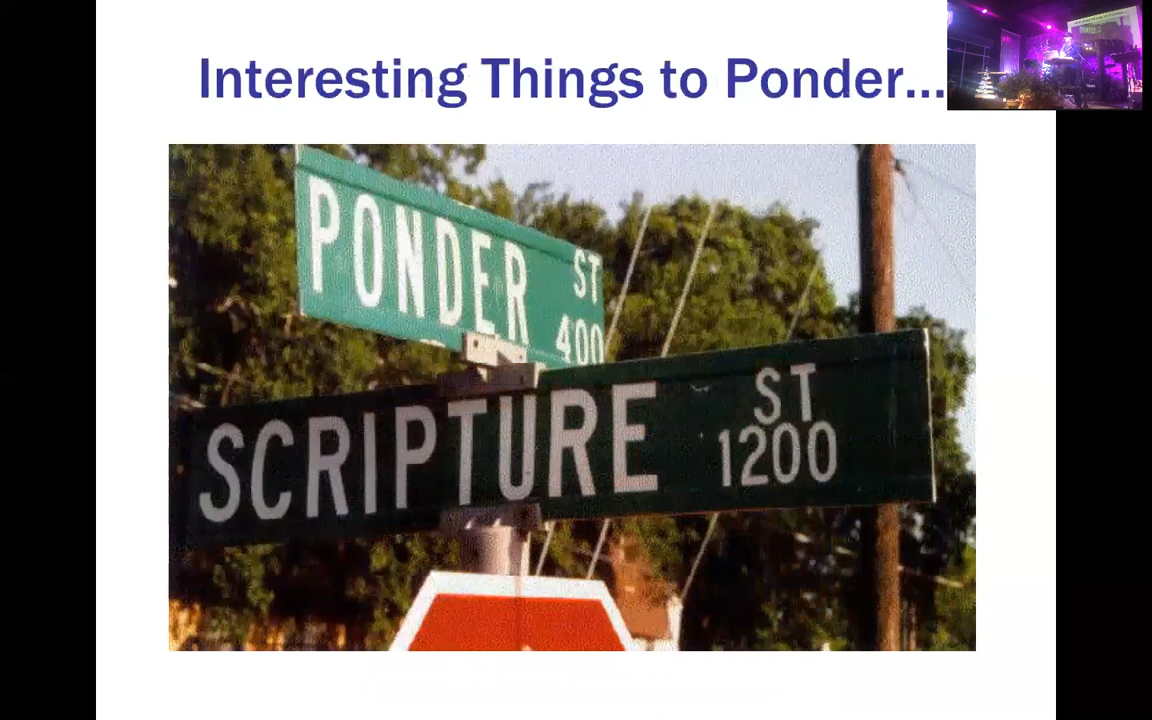 Interesting Things to Ponder...
PONDER ST
400
SCRIPTURE ST
1200